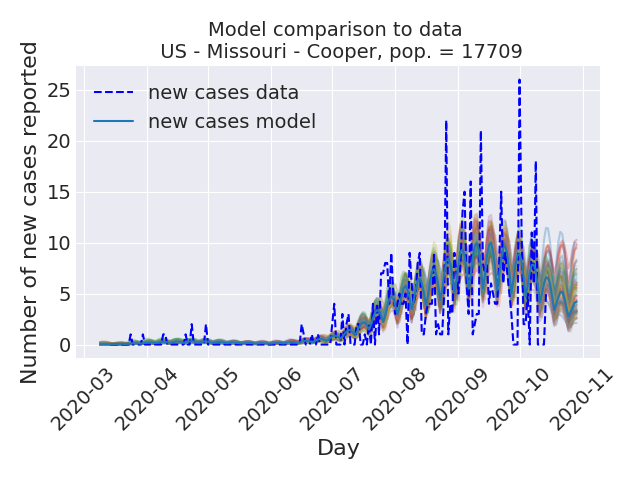 Model comparison to data
US - Missouri - Cooper, pop. = 17709
Number of new cases reported
25
20
15
10
5
0
new cases data
new cases model
2020-03
2020-04
2020-05
2020-06
2020-07
2020-08
2020-09
2020-10
2020-11
Day